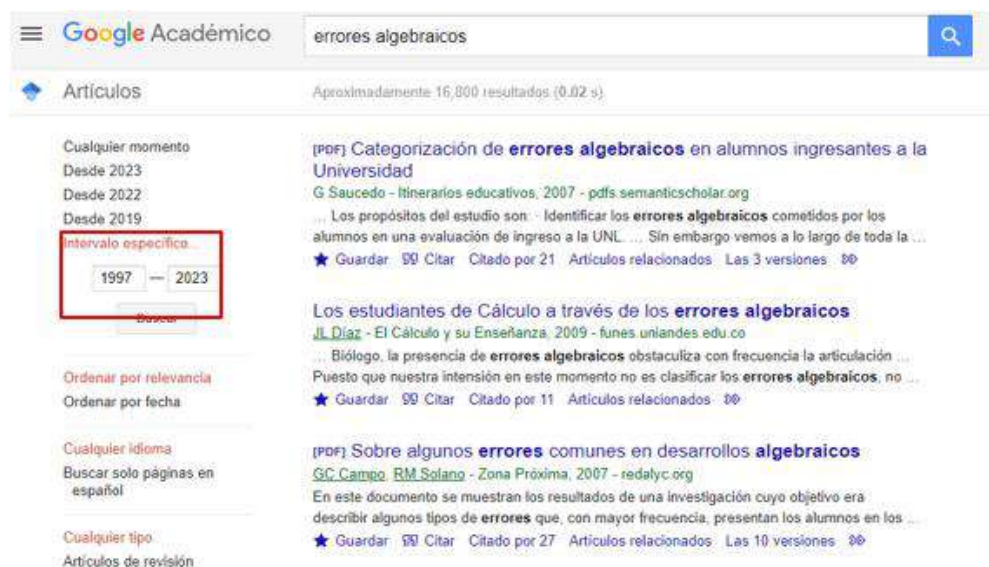 Google Académico
errores algebraicos
Artículos
Aproximadamente 16,800 resultados (0.02 s)
Cualquier momento
Desde 2023
Desde 2022
Desde 2019
Intervalo específico...
1997 — 2023
Buscar
Ordenar por relevancia
Ordenar por fecha
Cualquier idioma
Buscar solo páginas en
español
Cualquier tipo
Artículos de revisión
[PDF] Categorización de errores algebraicos en alumnos ingresantes a la
Universidad
G Saucedo - Itinerarios educativos, 2007 - pdfs.semanticscholar.org
... Los propósitos del estudio son: · Identificar los errores algebraicos cometidos por los
alumnos en una evaluación de ingreso a la UNL. ... Sin embargo vemos a lo largo de toda la ...
Guardar Citar Citado por 21 Artículos relacionados Las 3 versiones
Los estudiantes de Cálculo a través de los errores algebraicos
JL Díaz - El Cálculo y su Enseñanza, 2009 - funes.uniandes.edu.co
... Biólogo, la presencia de errores algebraicos obstaculiza con frecuencia la articulación ...
Puesto que nuestra intensión en este momento no es clasificar los errores algebraicos, no ...
Guardar Citar Citado por 11 Artículos relacionados
[PDF] Sobre algunos errores comunes en desarrollos algebraicos
GC Campo, RM Solano - Zona Próxima, 2007 - redalyc.org
En este documento se muestran los resultados de una investigación cuyo objetivo era
describir algunos tipos de errores que, con mayor frecuencia, presentan los alumnos en los ...
Guardar Citar Citado por 27 Artículos relacionados Las 10 versiones